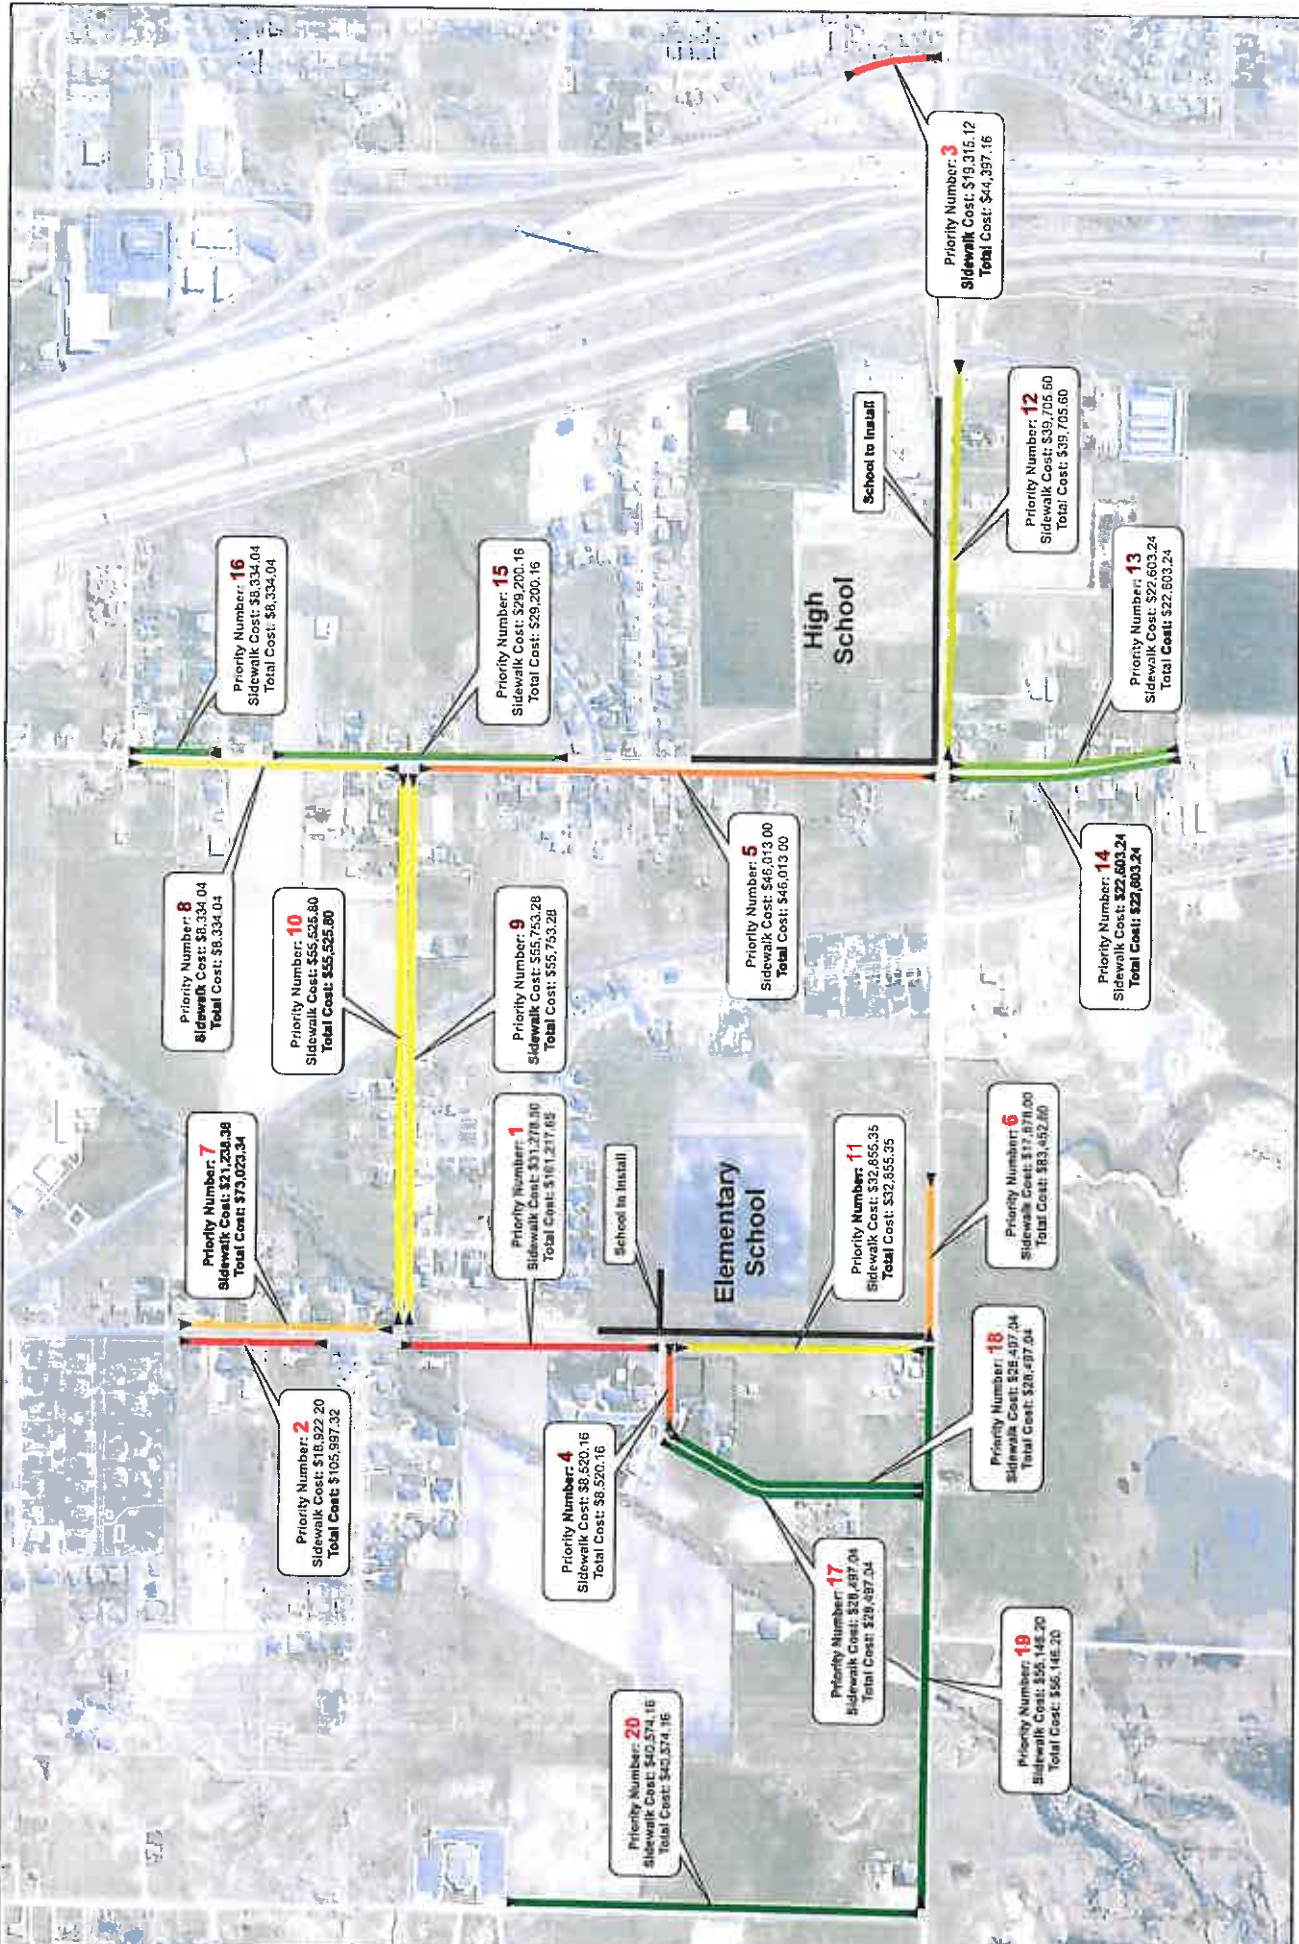 Priority Number: 8
Sidewalk Cost: $8,334.04
Total Cost: $8,334.04
Priority Number: 7
Sidewalk Cost: $21,238.38
Total Cost: $73,023.34
Priority Number: 16
Sidewalk Cost: $8,334.04
Total Cost: $8,334.04
Priority Number: 2
Sidewalk Cost: $18,922.20
Total Cost: $105,997.32
Priority Number: 10
Sidewalk Cost: $55,525.80
Total Cost: $55,525.80
Priority Number: 1
Sidewalk Cost: $31,278.50
Total Cost: $161,217.65
Priority Number: 9
Sidewalk Cost: $55,753.28
Total Cost: $55,753.28
Priority Number: 15
Sidewalk Cost: $29,200.16
Total Cost: $29,200.16
Priority Number: 4
Sidewalk Cost: $8,520.16
Total Cost: $8,520.16
School to Install
Priority Number: 20
Sidewalk Cost: $40,574.16
Total Cost: $40,574.16
Elementary
School
Priority Number: 5
Sidewalk Cost: $46,013.00
Total Cost: $46,013.00
High
School
Priority Number: 17
Sidewalk Cost: $28,497.04
Total Cost: $28,497.04
Priority Number: 11
Sidewalk Cost: $32,855.35
Total Cost: $32,855.35
School to Install
Priority Number: 3
Sidewalk Cost: $19,315.12
Total Cost: $44,397.16
Priority Number: 18
Sidewalk Cost: $28,497.04
Total Cost: $28,497.04
Priority Number: 6
Sidewalk Cost: $17,678.00
Total Cost: $83,452.60
Priority Number: 19
Sidewalk Cost: $56,146.20
Total Cost: $56,146.20
Priority Number: 12
Sidewalk Cost: $39,705.60
Total Cost: $39,705.60
Priority Number: 14
Sidewalk Cost: $22,603.24
Total Cost: $22,603.24
Priority Number: 13
Sidewalk Cost: $22,603.24
Total Cost: $22,603.24